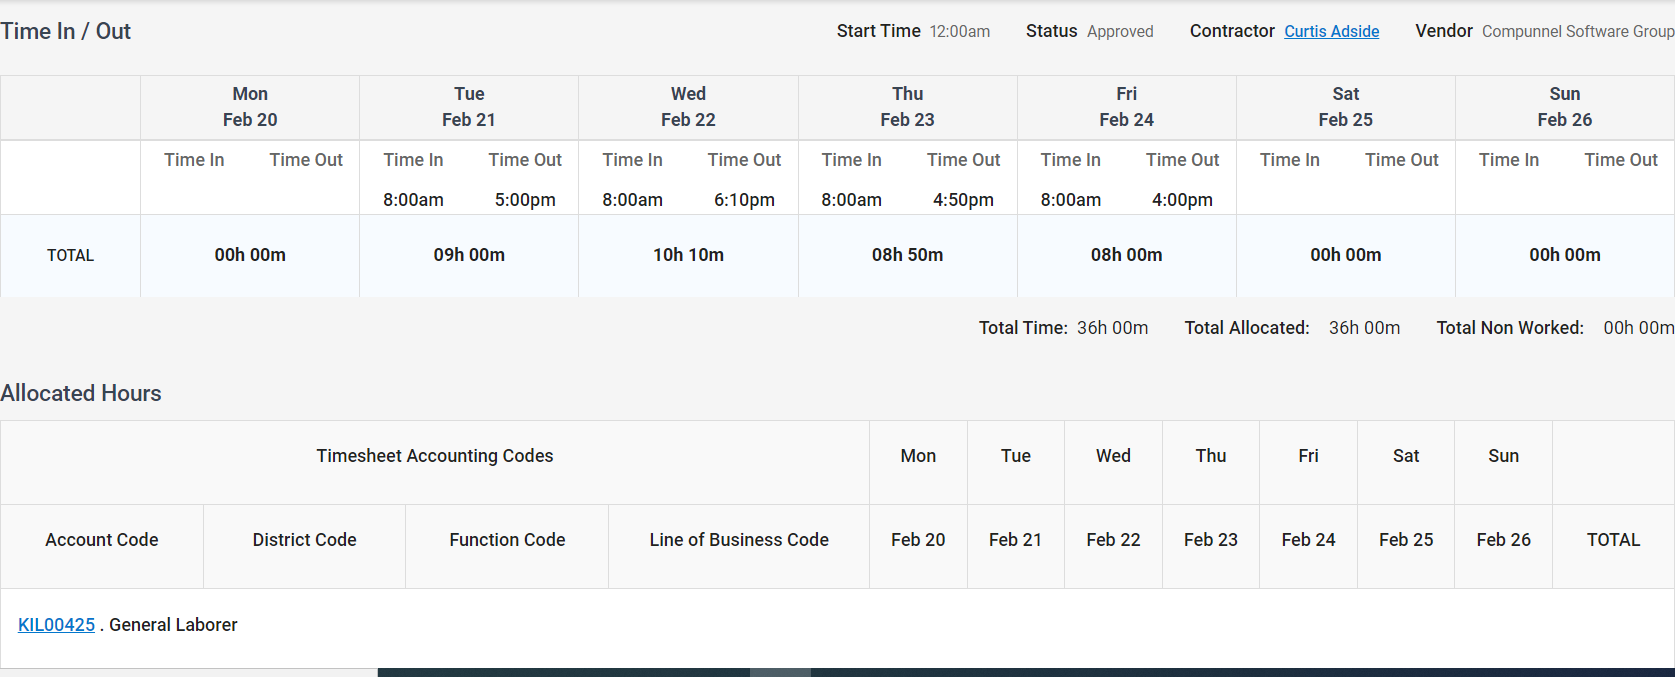 Time In / Out Start Time 12:00am Status Approved Contractor Curtis Adside Vendor Compunnel Software Group
Mon Tue Wed Thu Fri Sat Sun
Feb 20 Feb 21 Feb 22 Feb 23 Feb 24 Feb 25 Feb 26
Time In Time Out Time In Time Out Time In Time Out Time In Time Out Time In Time Out Time In Time Out Time In Time Out
8:00am 5:00pm 8:00am 6:10pm 8:00am 4:50pm 8:00am 4:00pm
TOTAL 00h 00m 09h 00m 10h 10m 08h 50m 08h 00m 00h 00m 00h 00m
Total Time: 36h 00m Total Allocated: 36h 00m Total Non Worked: 00h 00m
Allocated Hours
Timesheet Accounting Codes Mon Tue Wed Thu Fri Sat Sun
Account Code District Code Function Code Line of Business Code Feb 20 Feb 21 Feb 22 Feb 23 Feb 24 Feb 25 Feb 26 TOTAL
KIL00425 . General Laborer